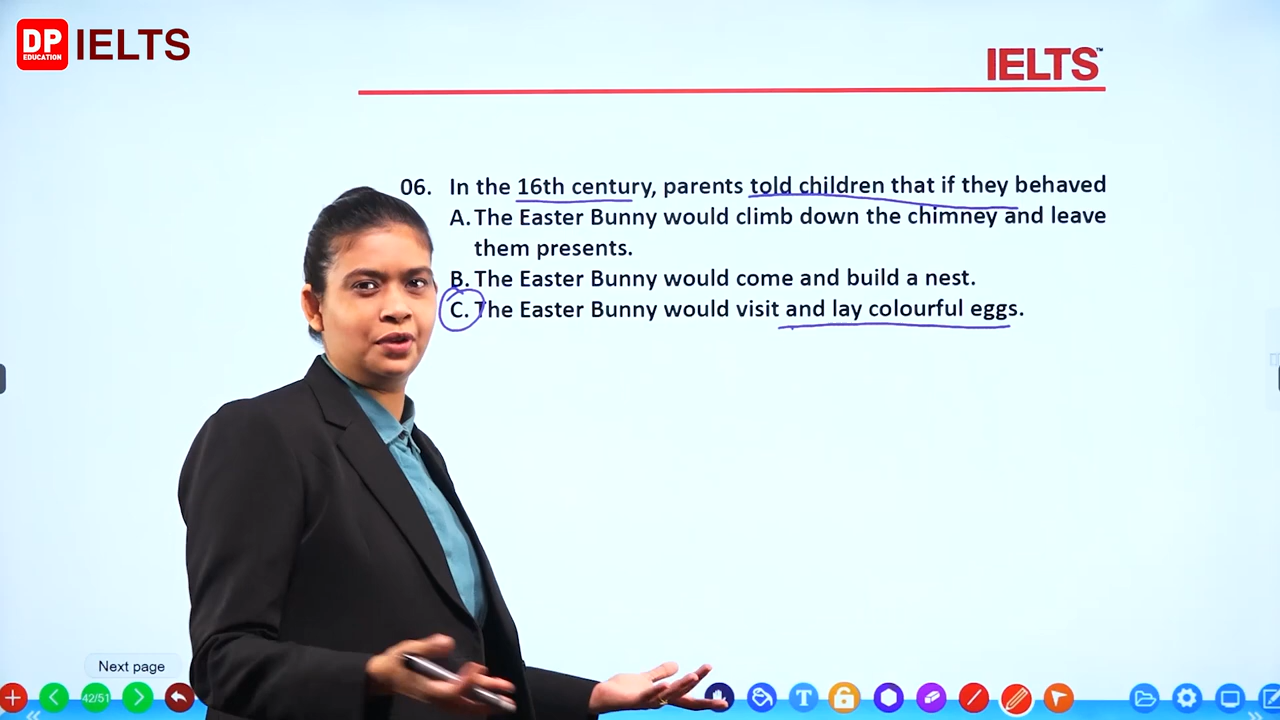 DP
EDUCATION
IELTS
IELTS™
06. In the 16th century, parents told children that if they behaved
A. The Easter Bunny would climb down the chimney and leave
them presents.
B. The Easter Bunny would come and build a nest.
C. The Easter Bunny would visit and lay colourful eggs.
Next page
42/51
T